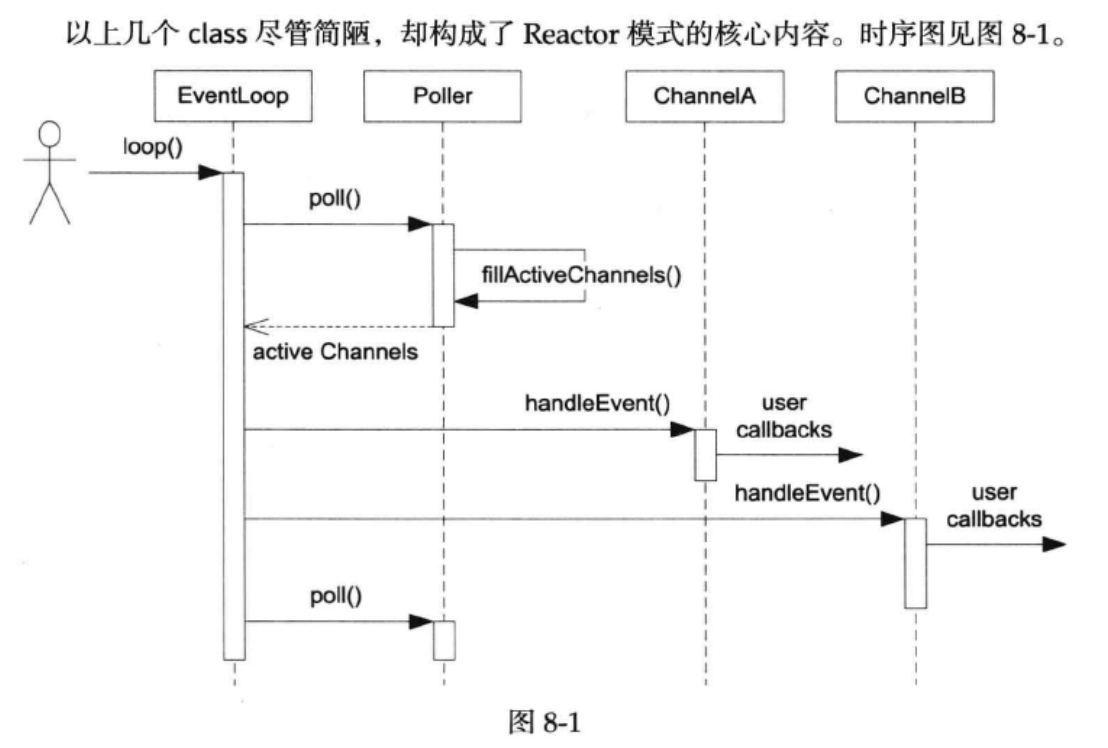 以上几个 class 尽管简陋，却构成了 Reactor 模式的核心内容。时序图见图 8-1。
EventLoop
Poller
ChannelA
ChannelB
loop()
poll()
fillActiveChannels()
active Channels
handleEvent()
user
callbacks
handleEvent()
user
callbacks
poll()
图 8-1